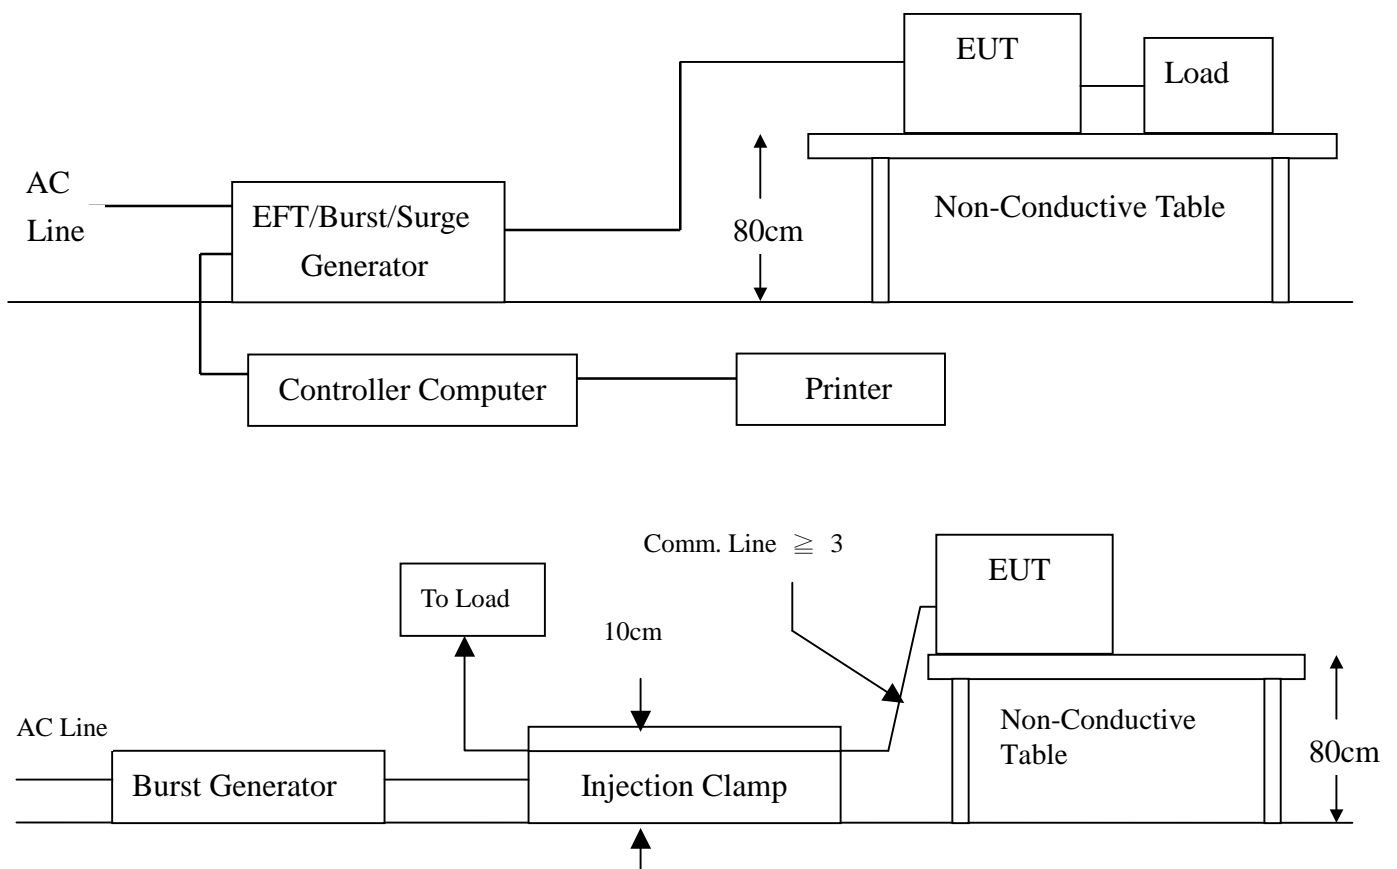 EUT
Load
AC
Line
EFT/Burst/Surge
Generator
80cm
Non-Conductive Table
Controller Computer
Printer
Comm. Line ≧ 3
EUT
To Load
10cm
AC Line
Burst Generator
Injection Clamp
Non-Conductive
Table
80cm